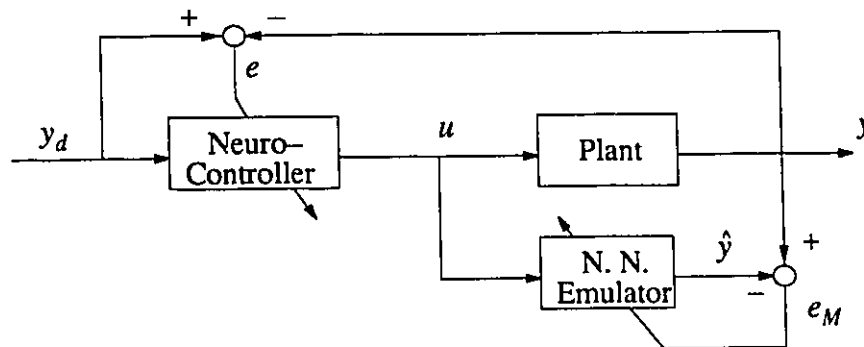 +
−
e
y_d
Neuro–
Controller
u
Plant
y
N. N.
Emulator
ŷ
+
−
e_M